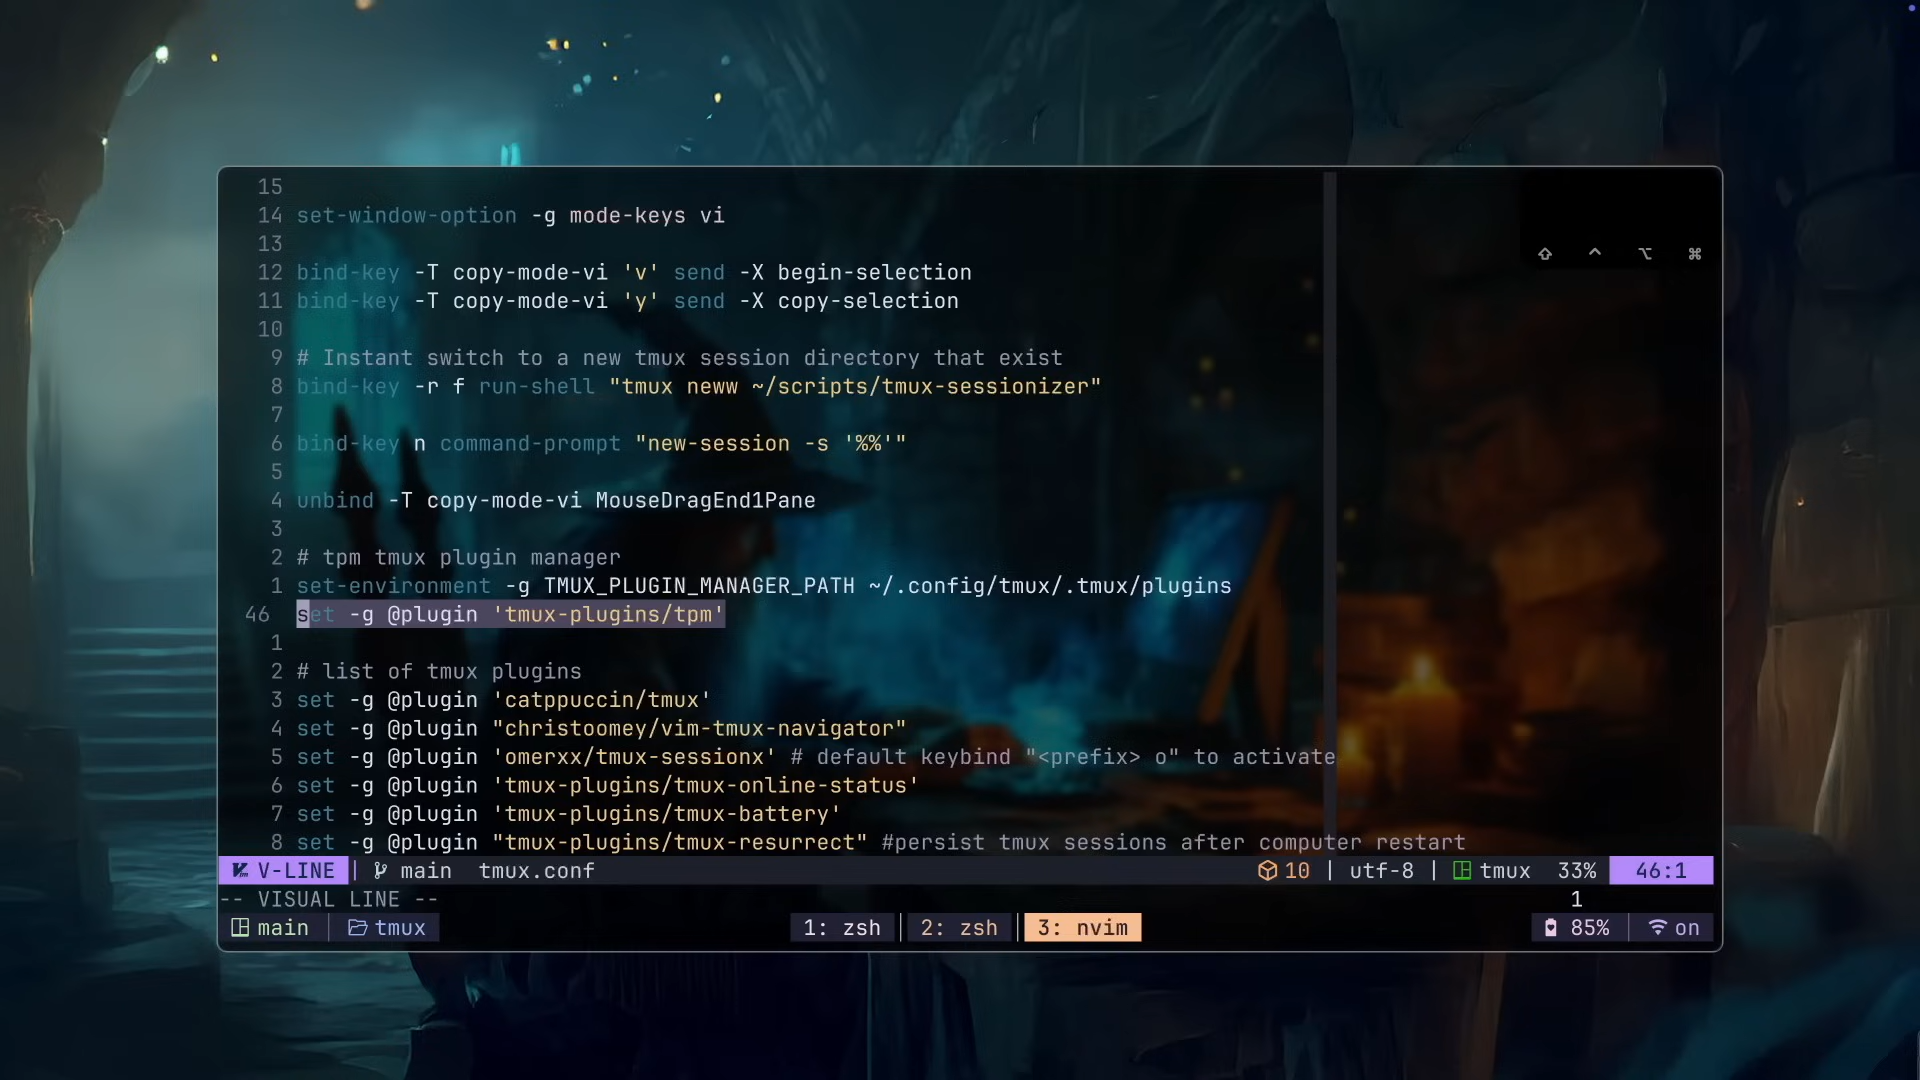 15
14 set-window-option -g mode-keys vi
13
12 bind-key -T copy-mode-vi 'v' send -X begin-selection
11 bind-key -T copy-mode-vi 'y' send -X copy-selection
10
9 # Instant switch to a new tmux session directory that exist
8 bind-key -r f run-shell "tmux neww ~/scripts/tmux-sessionizer"
7
6 bind-key n command-prompt "new-session -s '%%'"
5
4 unbind -T copy-mode-vi MouseDragEnd1Pane
3
2 # tpm tmux plugin manager
1 set-environment -g TMUX_PLUGIN_MANAGER_PATH ~/.config/tmux/.tmux/plugins
46 set -g @plugin 'tmux-plugins/tpm'
1
2 # list of tmux plugins
3 set -g @plugin 'catppuccin/tmux'
4 set -g @plugin "christoomey/vim-tmux-navigator"
5 set -g @plugin 'omerxx/tmux-sessionx' # default keybind "<prefix> o" to activate
6 set -g @plugin 'tmux-plugins/tmux-online-status'
7 set -g @plugin 'tmux-plugins/tmux-battery'
8 set -g @plugin "tmux-plugins/tmux-resurrect" #persist tmux sessions after computer restart
V-LINE | main tmux.conf 10 | utf-8 | tmux 33% 46:1
-- VISUAL LINE -- 1
main | tmux 1: zsh | 2: zsh | 3: nvim 85% | on